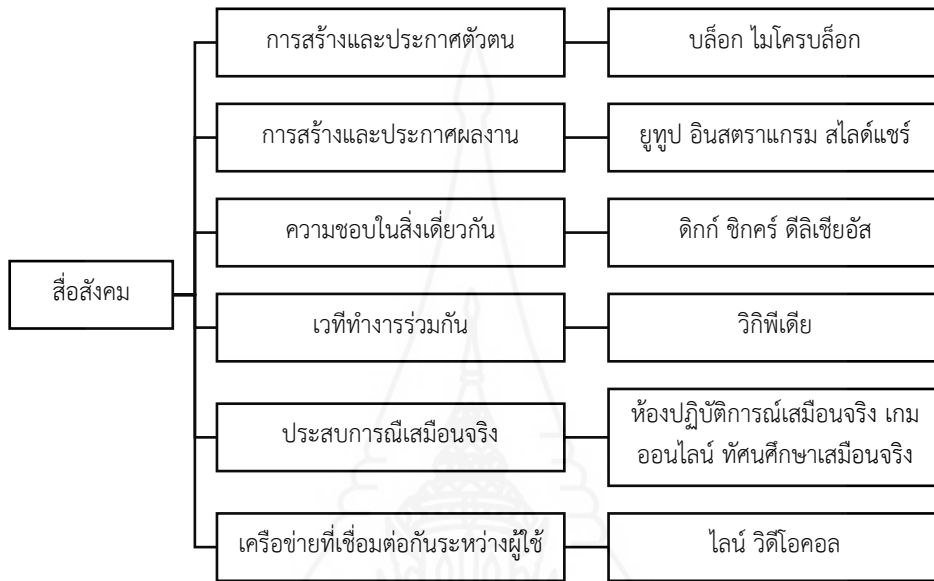 การสร้างและประกาศตัวตน
บล็อก ไมโครบล็อก
การสร้างและประกาศผลงาน
ยูทูป อินสตราแกรม สไลด์แชร์
ความชอบในสิ่งเดี่ยวกัน
ดิกก์ ซิกคร์ ดีลิเชียอัส
สื่อสังคม
เวทีทำงารร่วมกัน
วิกิพีเดีย
ประสบการณืเสมือนจริง
ห้องปฏิบัติการณ์เสมือนจริง เกม
ออนไลน์ ทัศนศึกษาเสมือนจริง
เครือข่ายที่เชื่อมต่อกันระหว่างผู้ใช้
ไลน์ วิดีโอคอล